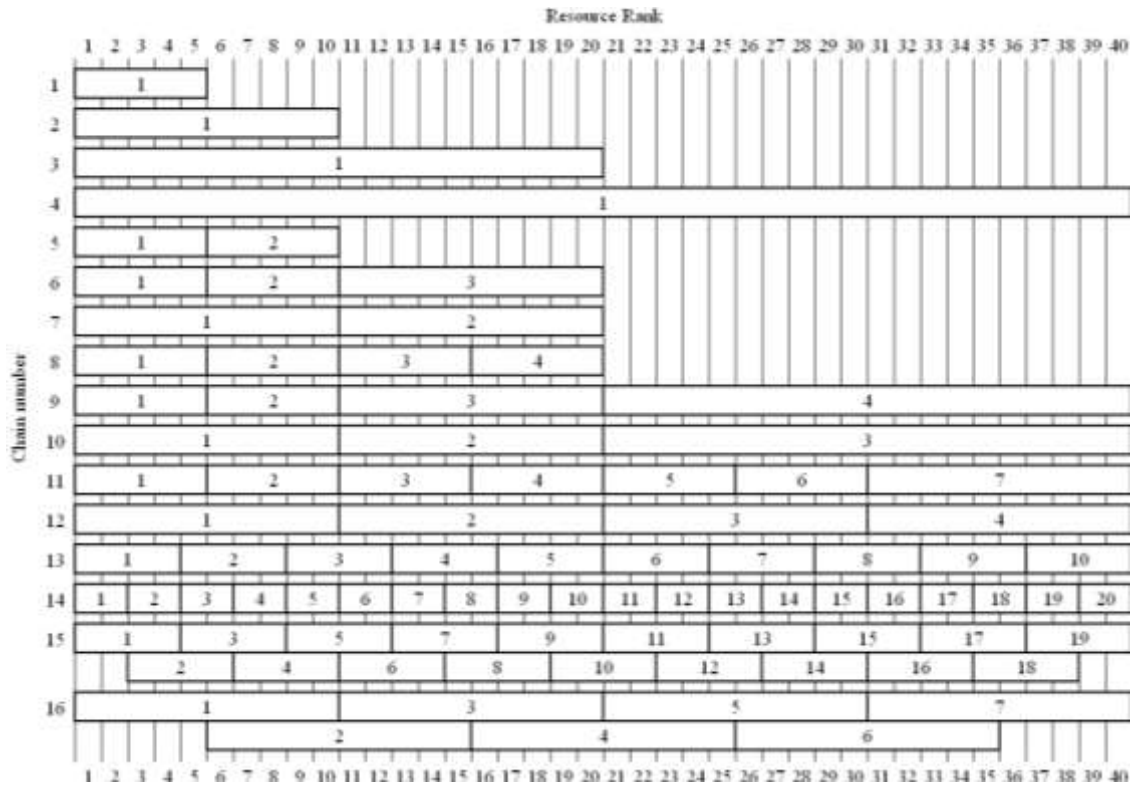 Resource Rank
1 2 3 4 5 6 7 8 9 10 11 12 13 14 15 16 17 18 19 20 21 22 23 24 25 26 27 28 29 30 31 32 33 34 35 36 37 38 39 40
Chain number
1 1
2 1
3 1
4 1
5 1 2
6 1 2 3
7 1 2
8 1 2 3 4
9 1 2 3 4
10 1 2 3
11 1 2 3 4 5 6 7
12 1 2 3 4
13 1 2 3 4 5 6 7 8 9 10
14 1 2 3 4 5 6 7 8 9 10 11 12 13 14 15 16 17 18 19 20
15 1 3 5 7 9 11 13 15 17 19
2 4 6 8 10 12 14 16 18
16 1 3 5 7
2 4 6
1 2 3 4 5 6 7 8 9 10 11 12 13 14 15 16 17 18 19 20 21 22 23 24 25 26 27 28 29 30 31 32 33 34 35 36 37 38 39 40